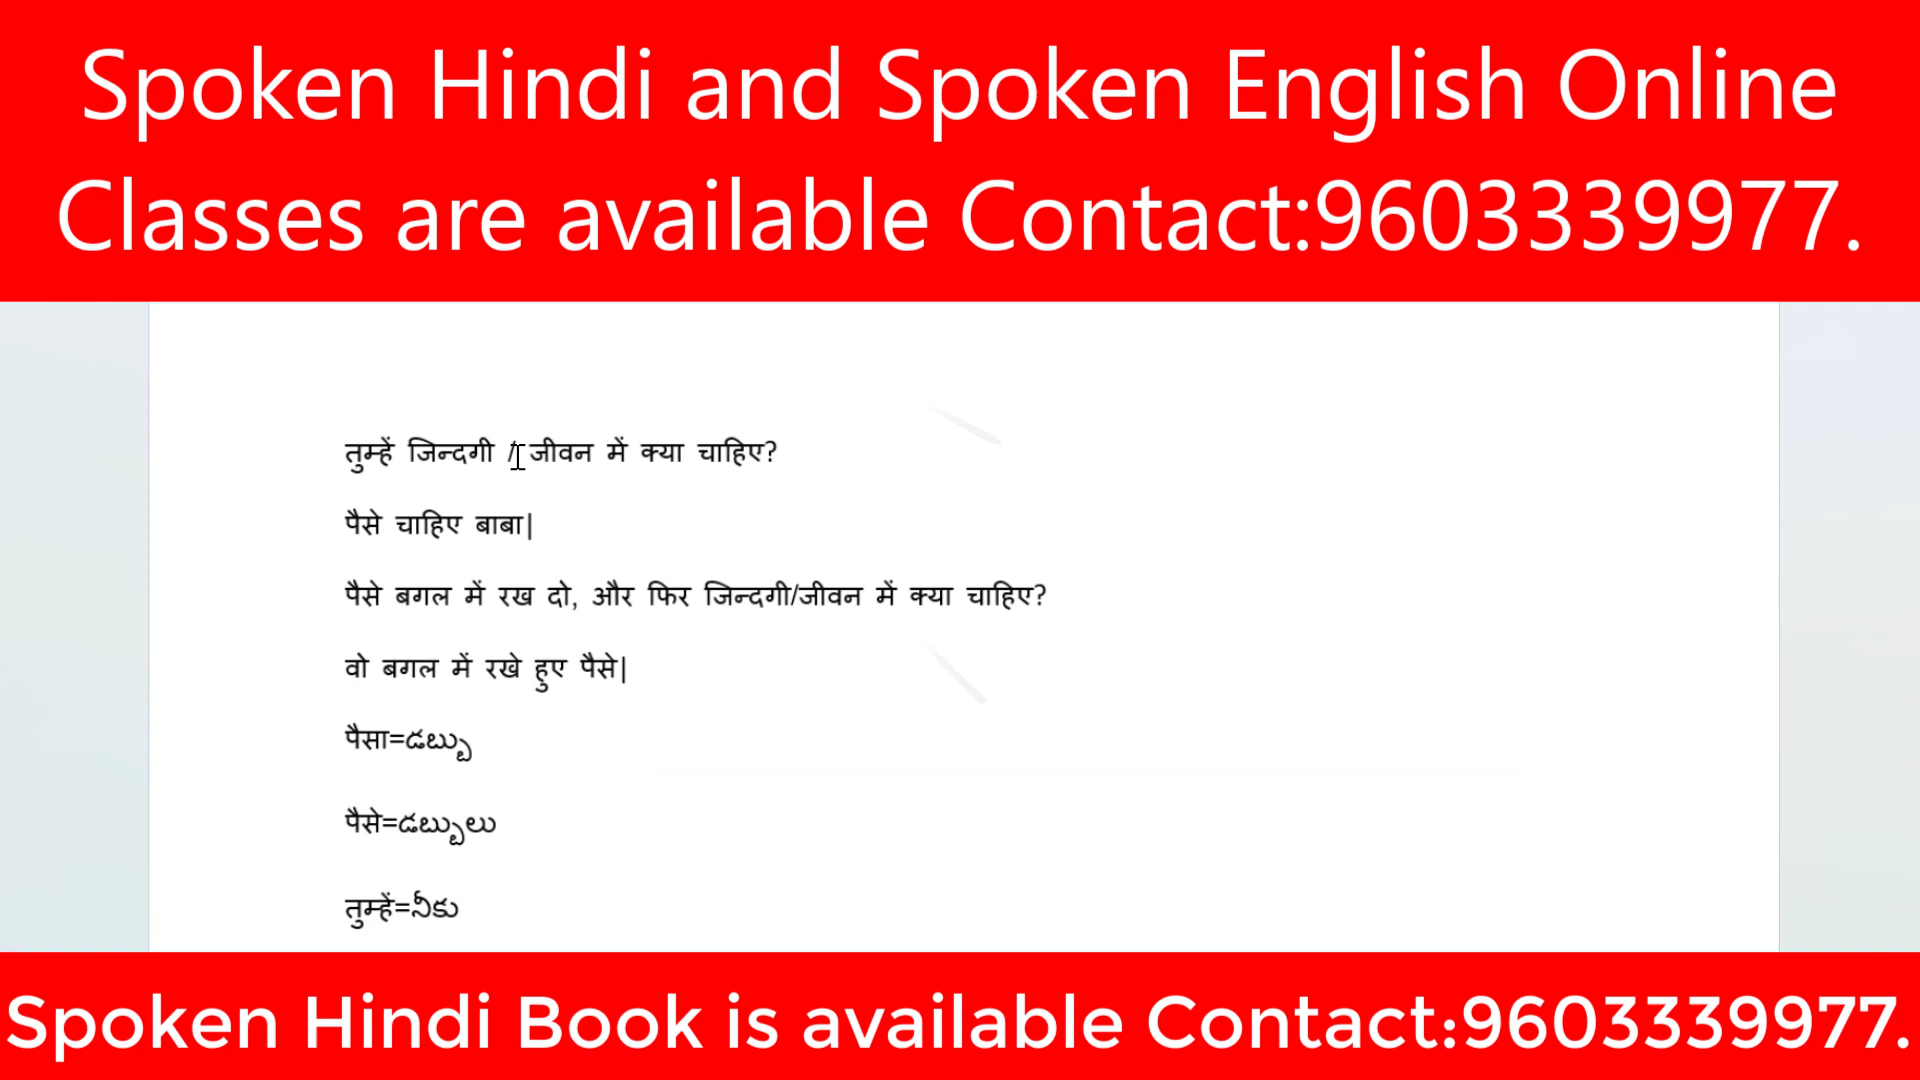 Spoken Hindi and Spoken English Online
Classes are available Contact:9603339977.
तुम्हें जिन्दगी / जीवन में क्या चाहिए?
पैसे चाहिए बाबा|
पैसे बगल में रख दो, और फिर जिन्दगी/जीवन में क्या चाहिए?
वो बगल में रखे हुए पैसे|
पैसा=డబ్బు
पैसे=డబ్బులు
तुम्हें=నీకు
Spoken Hindi Book is available Contact:9603339977.